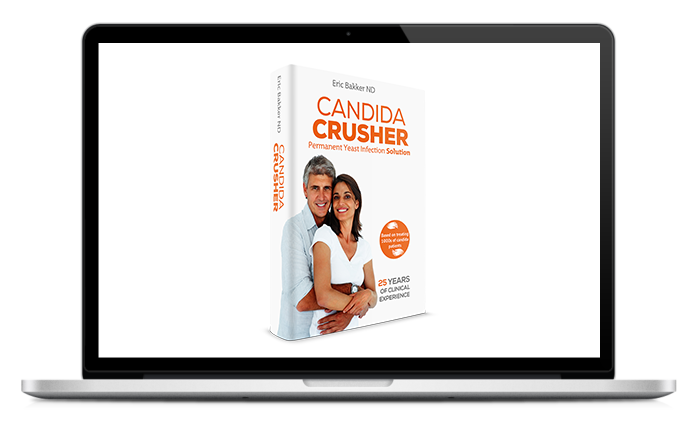 Eric Bakker ND
CANDIDA
CRUSHER
Eric Bakker ND
CANDIDA
CRUSHER
Permanent Yeast Infection Solution
Based on treating
1000s of candida
patients
25 YEARS
OF CLINICAL
EXPERIENCE